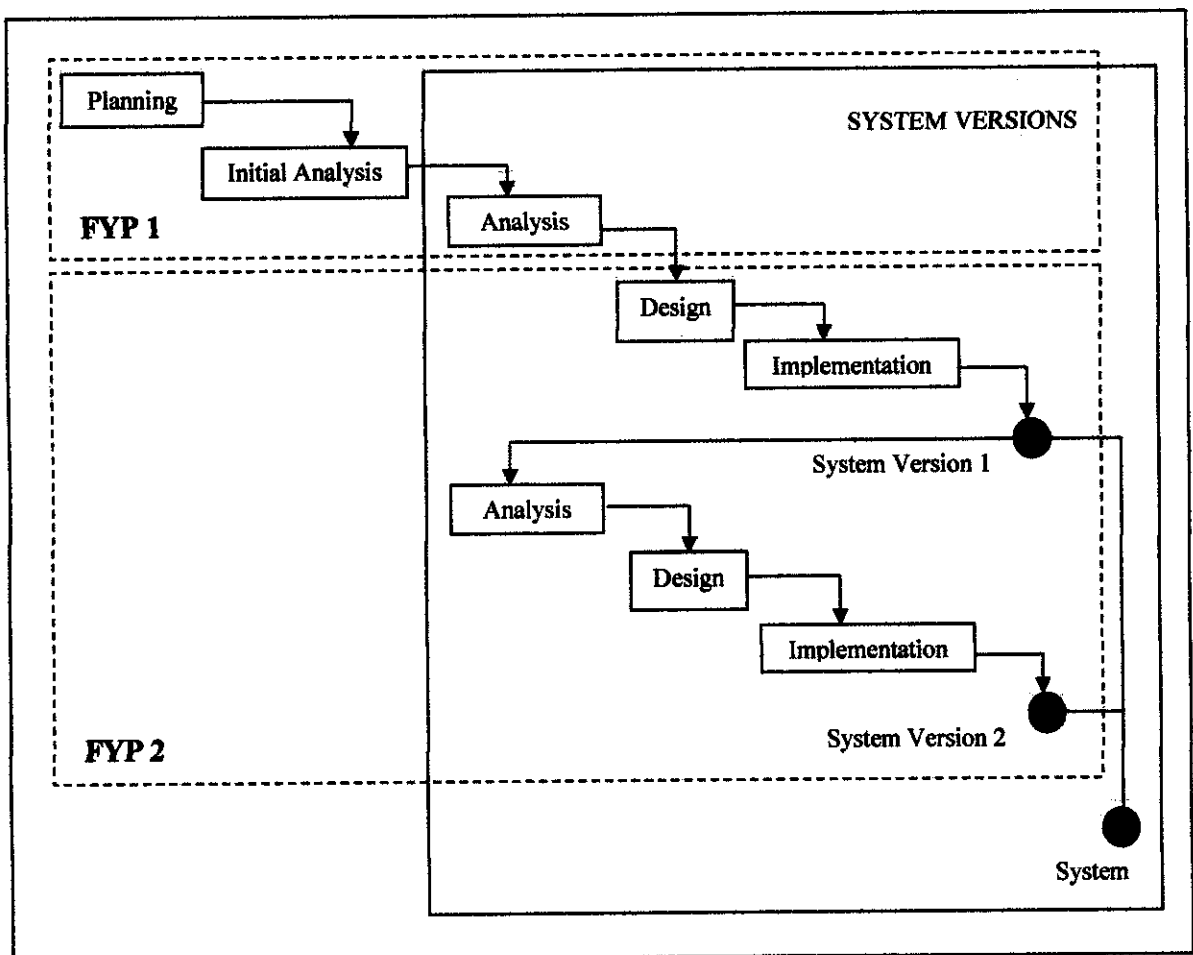 Planning
SYSTEM VERSIONS
Initial Analysis
FYP 1
Analysis
Design
Implementation
System Version 1
Analysis
Design
Implementation
System Version 2
FYP 2
System